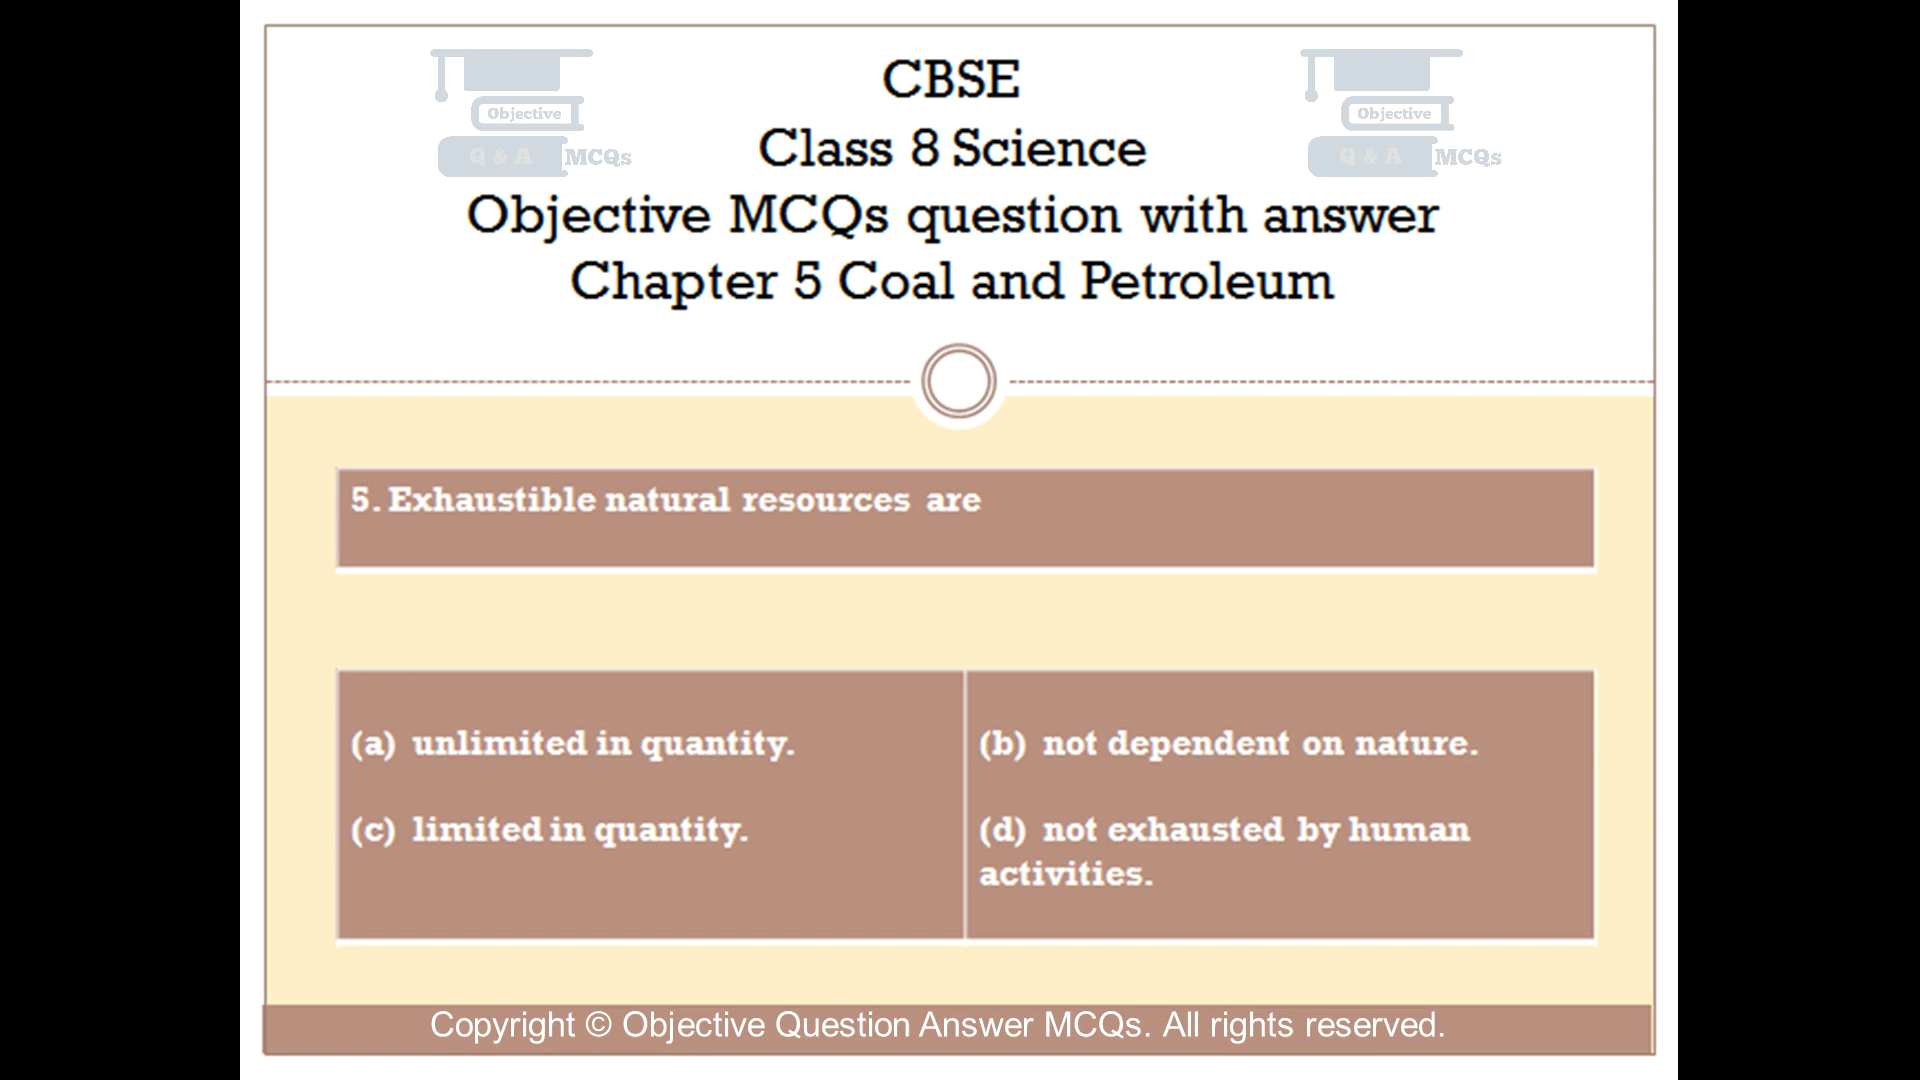 CBSE
Class 8 Science
Objective MCQs question with answer
Chapter 5 Coal and Petroleum
Objective
Q & A MCQs
Objective
Q & A MCQs
5. Exhaustible natural resources are
(a) unlimited in quantity.
(b) not dependent on nature.
(c) limited in quantity.
(d) not exhausted by human
activities.
Copyright © Objective Question Answer MCQs. All rights reserved.